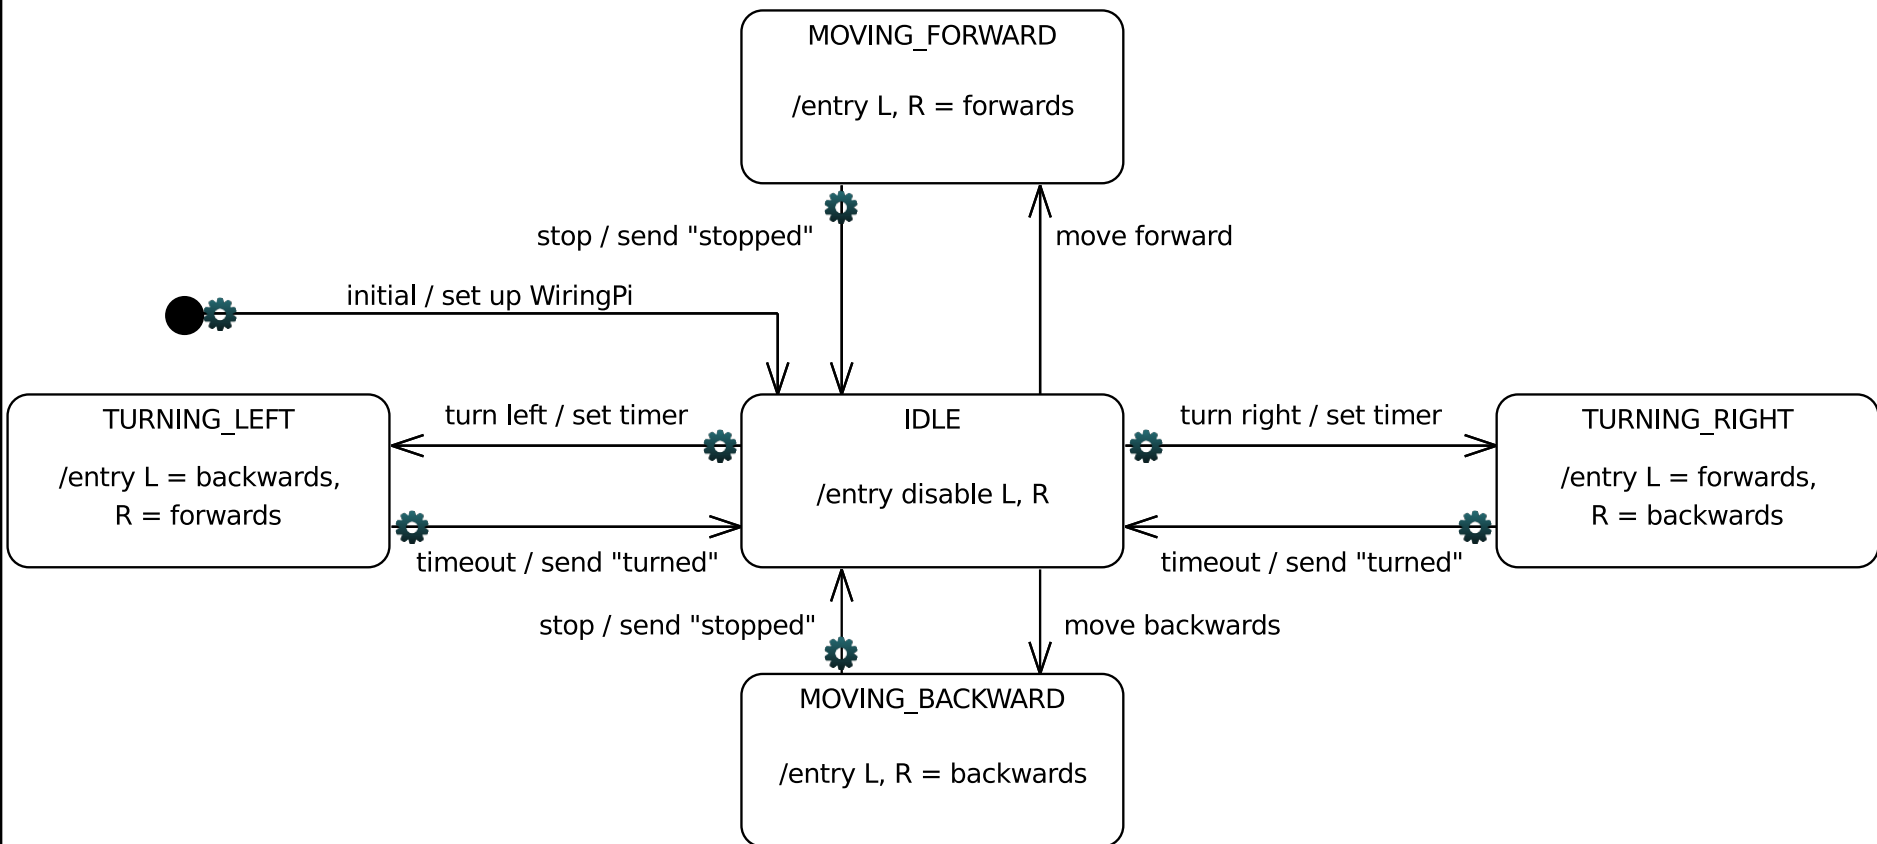 MOVING_FORWARD
/entry L, R = forwards
stop / send "stopped"
move forward
initial / set up WiringPi
TURNING_LEFT
/entry L = backwards,
R = forwards
turn left / set timer
timeout / send "turned"
IDLE
/entry disable L, R
turn right / set timer
timeout / send "turned"
TURNING_RIGHT
/entry L = forwards,
R = backwards
stop / send "stopped"
move backwards
MOVING_BACKWARD
/entry L, R = backwards